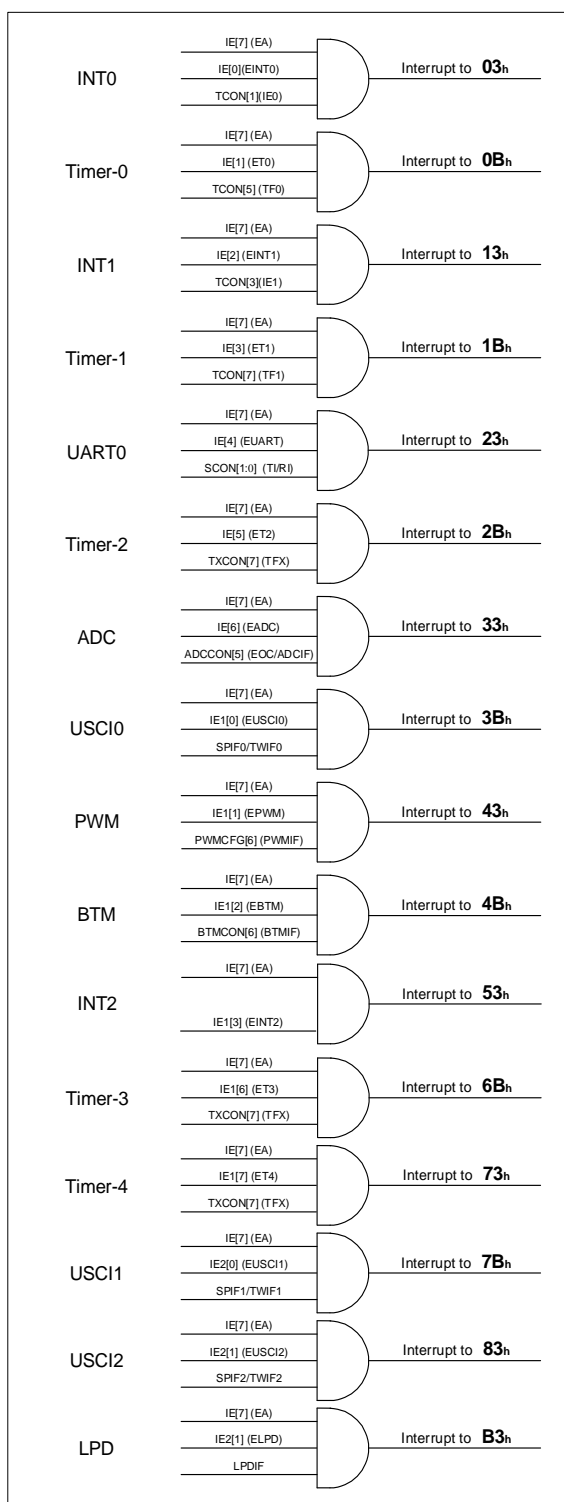 IE[7] (EA)
INT0 IE[0](EINT0) Interrupt to 03h
TCON[1](IE0)
IE[7] (EA)
Timer-0 IE[1] (ET0) Interrupt to 0Bh
TCON[5] (TF0)
IE[7] (EA)
INT1 IE[2] (EINT1) Interrupt to 13h
TCON[3](IE1)
IE[7] (EA)
Timer-1 IE[3] (ET1) Interrupt to 1Bh
TCON[7] (TF1)
IE[7] (EA)
UART0 IE[4] (EUART) Interrupt to 23h
SCON[1:0] (TI/RI)
IE[7] (EA)
Timer-2 IE[5] (ET2) Interrupt to 2Bh
TXCON[7] (TFX)
IE[7] (EA)
ADC IE[6] (EADC) Interrupt to 33h
ADCCON[5] (EOC/ADCIF)
IE[7] (EA)
USCI0 IE1[0] (EUSCI0) Interrupt to 3Bh
SPIF0/TWIF0
IE[7] (EA)
PWM IE1[1] (EPWM) Interrupt to 43h
PWMCFG[6] (PWMIF)
IE[7] (EA)
BTM IE1[2] (EBTM) Interrupt to 4Bh
BTMCON[6] (BTMIF)
IE[7] (EA)
INT2 Interrupt to 53h
IE1[3] (EINT2)
IE[7] (EA)
Timer-3 IE1[6] (ET3) Interrupt to 6Bh
TXCON[7] (TFX)
IE[7] (EA)
Timer-4 IE1[7] (ET4) Interrupt to 73h
TXCON[7] (TFX)
IE[7] (EA)
USCI1 IE2[0] (EUSCI1) Interrupt to 7Bh
SPIF1/TWIF1
IE[7] (EA)
USCI2 IE2[1] (EUSCI2) Interrupt to 83h
SPIF2/TWIF2
IE[7] (EA)
LPD IE2[1] (ELPD) Interrupt to B3h
LPDIF